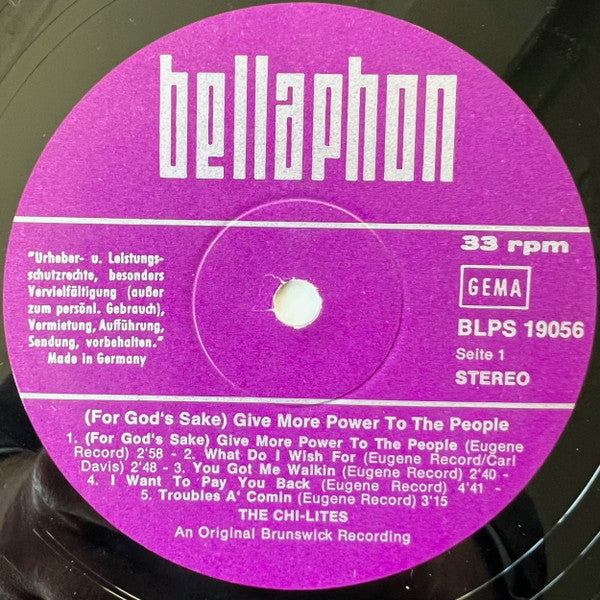 bellaphon
33 rpm
"Urheber- u. Leistungs-
schutzrechte, besonders
Vervielfältigung (außer
zum persönl. Gebrauch),
Vermietung, Aufführung,
Sendung, vorbehalten."
Made in Germany
GEMA
BLPS 19056
Seite 1
STEREO
(For God's Sake) Give More Power To The People
1. (For God's Sake) Give More Power To The People (Eugene
Record) 2'58 - 2. What Do I Wish For (Eugene Record/Carl
Davis) 2'48 - 3. You Got Me Walkin (Eugene Record) 2'40 -
4. I Want To Pay You Back (Eugene Record) 4'41 -
5. Troubles A' Comin (Eugene Record) 3'15
THE CHI-LITES
An Original Brunswick Recording